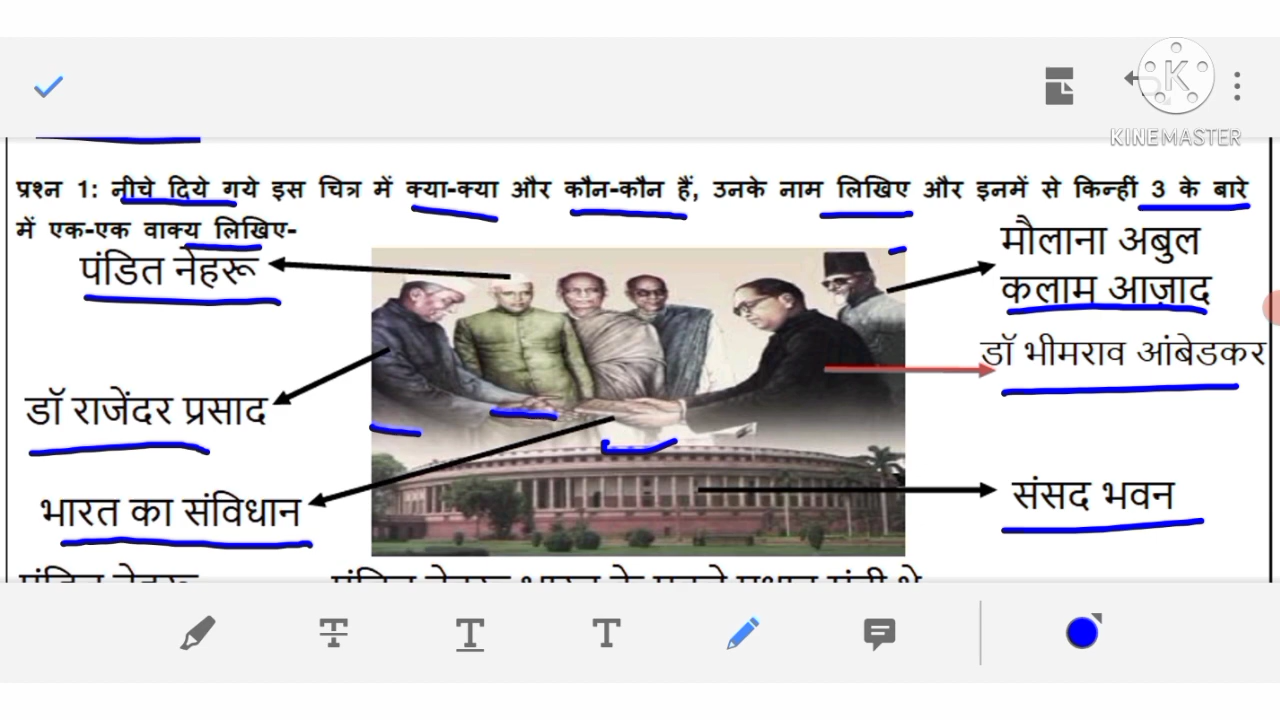 KINEMASTER
प्रश्न 1: नीचे दिये गये इस चित्र में क्या-क्या और कौन-कौन हैं, उनके नाम लिखिए और इनमें से किन्हीं 3 के बारे
में एक-एक वाक्य लिखिए-
पंडित नेहरू
मौलाना अबुल
कलाम आज़ाद
डॉ भीमराव आंबेडकर
डॉ राजेंदर प्रसाद
भारत का संविधान
संसद भवन